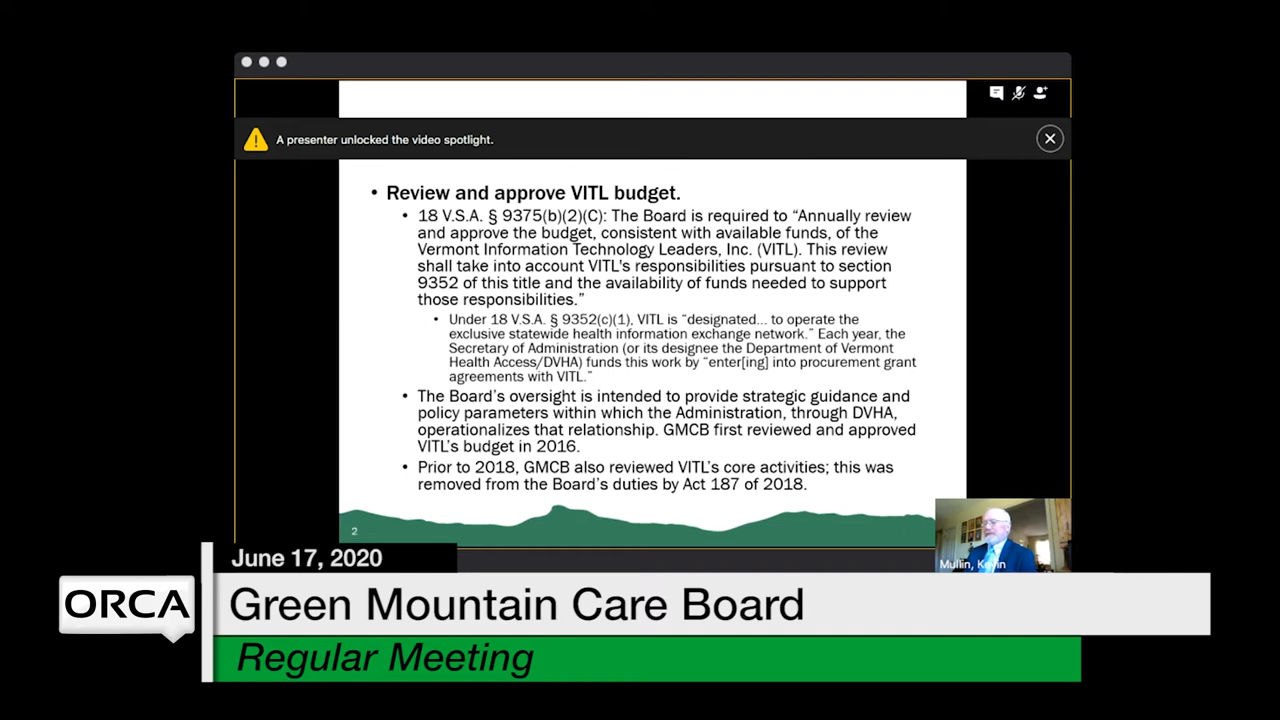 A presenter unlocked the video spotlight.
• Review and approve VITL budget.
• 18 V.S.A. § 9375(b)(2)(C): The Board is required to “Annually review
and approve the budget, consistent with available funds, of the
Vermont Information Technology Leaders, Inc. (VITL). This review
shall take into account VITL's responsibilities pursuant to section
9352 of this title and the availability of funds needed to support
those responsibilities.”
• Under 18 V.S.A. § 9352(c)(1), VITL is “designated... to operate the
exclusive statewide health information exchange network.” Each year, the
Secretary of Administration (or its designee the Department of Vermont
Health Access/DVHA) funds this work by “enter[ing] into procurement grant
agreements with VITL.”
• The Board's oversight is intended to provide strategic guidance and
policy parameters within which the Administration, through DVHA,
operationalizes that relationship. GMCB first reviewed and approved
VITL's budget in 2016.
• Prior to 2018, GMCB also reviewed VITL's core activities; this was
removed from the Board's duties by Act 187 of 2018.
2
Mullin, Kevin
June 17, 2020
ORCA
Green Mountain Care Board
Regular Meeting